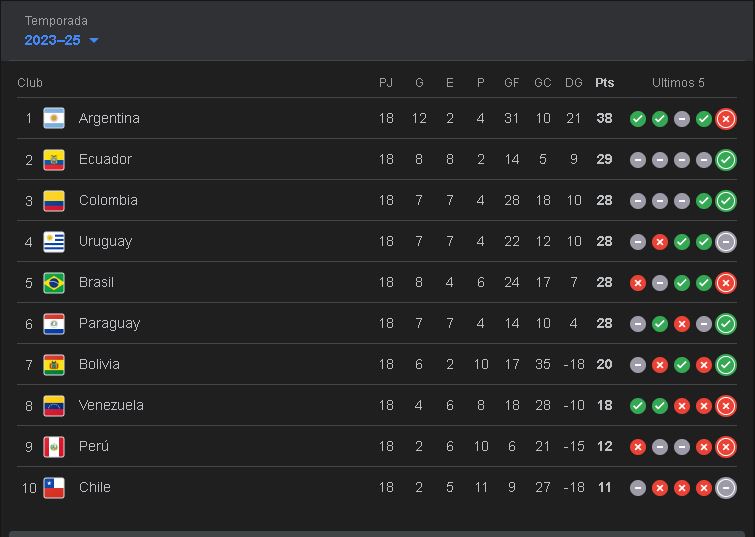 Temporada
2023–25
Club PJ G E P GF GC DG Pts Ultimos 5
1 Argentina 18 12 2 4 31 10 21 38
2 Ecuador 18 8 8 2 14 5 9 29
3 Colombia 18 7 7 4 28 18 10 28
4 Uruguay 18 7 7 4 22 12 10 28
5 Brasil 18 8 4 6 24 17 7 28
6 Paraguay 18 7 7 4 14 10 4 28
7 Bolivia 18 6 2 10 17 35 -18 20
8 Venezuela 18 4 6 8 18 28 -10 18
9 Perú 18 2 6 10 6 21 -15 12
10 Chile 18 2 5 11 9 27 -18 11